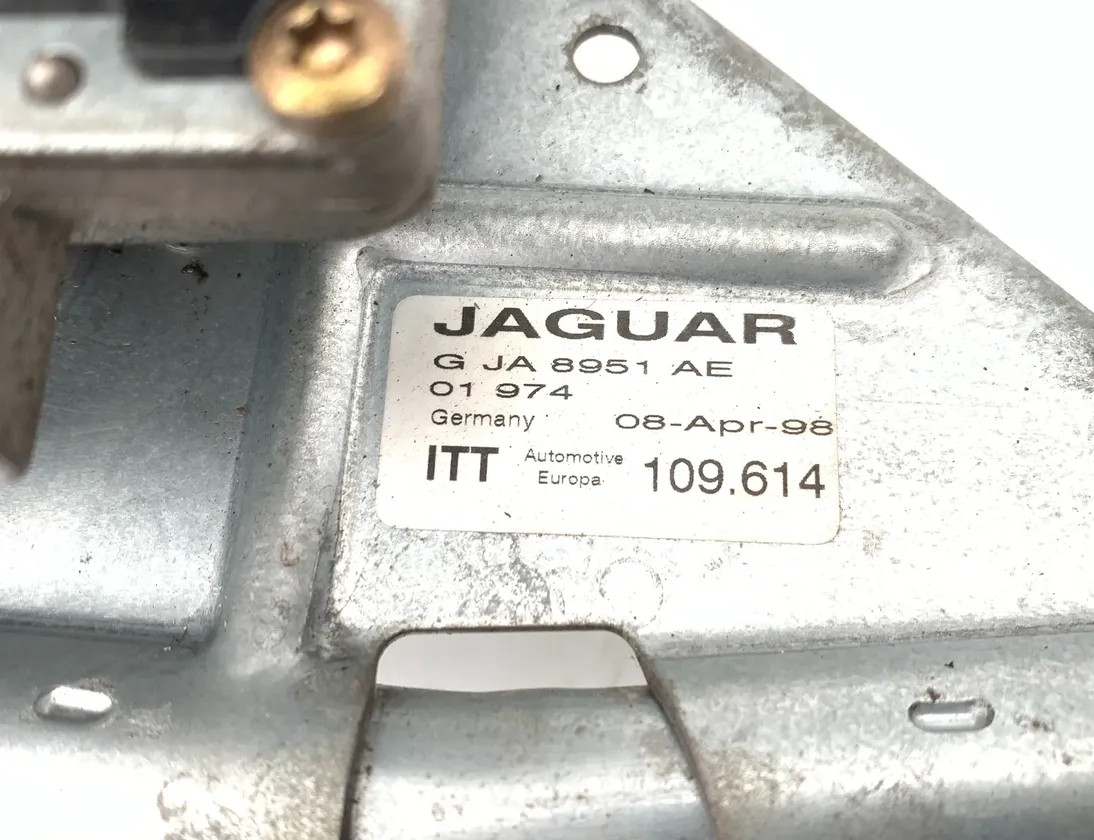 JAGUAR
G JA 8951 AE
01 974
Germany 08-Apr-98
ITT Automotive Europa 109.614